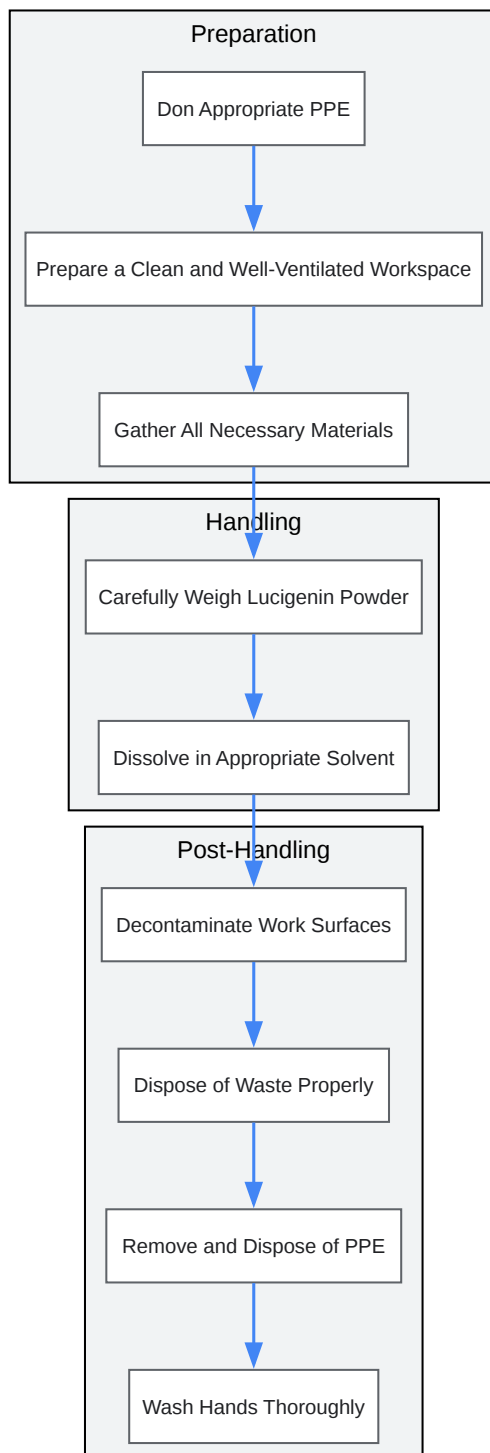 Preparation
Don Appropriate PPE
Prepare a Clean and Well-Ventilated Workspace
Gather All Necessary Materials
Handling
Carefully Weigh Lucigenin Powder
Dissolve in Appropriate Solvent
Post-Handling
Decontaminate Work Surfaces
Dispose of Waste Properly
Remove and Dispose of PPE
Wash Hands Thoroughly